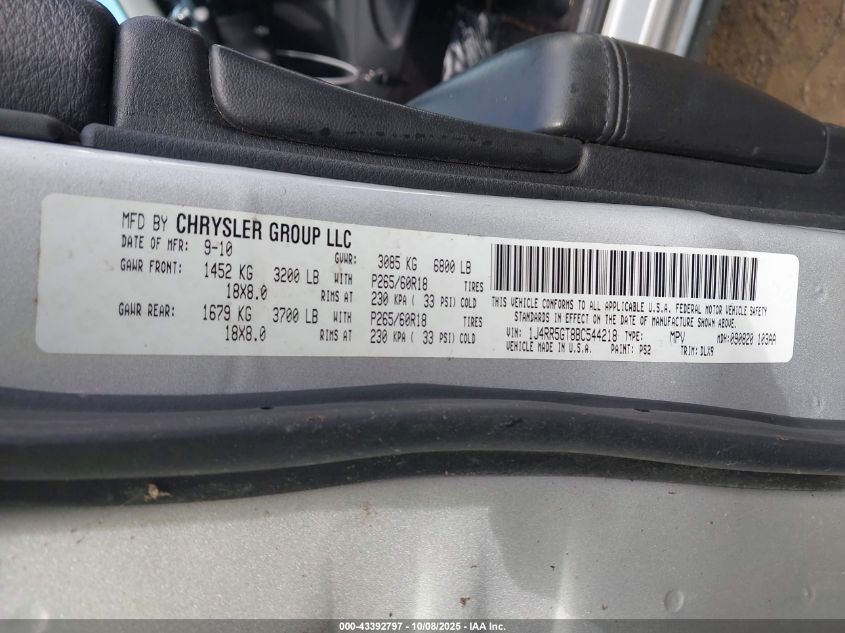 MFD BY CHRYSLER GROUP LLC
DATE OF MFR: 9-10 GVWR: 3085 KG 6800 LB
GAWR FRONT: 1452 KG 3200 LB WITH P265/60R18 TIRES
18X8.0 RIMS AT 230 KPA ( 33 PSI) COLD
GAWR REAR: 1679 KG 3700 LB WITH P265/60R18 TIRES
18X8.0 RIMS AT 230 KPA ( 33 PSI) COLD
THIS VEHICLE CONFORMS TO ALL APPLICABLE U.S.A. FEDERAL MOTOR VEHICLE SAFETY
STANDARDS IN EFFECT ON THE DATE OF MANUFACTURE SHOWN ABOVE.
VIN: 1J4RR5GT8BC544218 TYPE: MPV MDH:090820 103AA
VEHICLE MADE IN U.S.A. PAINT: PS2 TRIM: DLX9
000-43392797 - 10/08/2025 - IAA Inc.